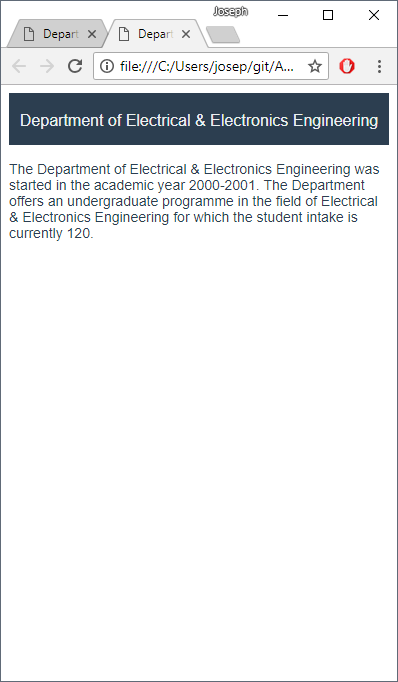 Joseph
Depart
Depart
file:///C:/Users/josep/git/A...
Department of Electrical & Electronics Engineering
The Department of Electrical & Electronics Engineering was
started in the academic year 2000-2001. The Department
offers an undergraduate programme in the field of Electrical
& Electronics Engineering for which the student intake is
currently 120.